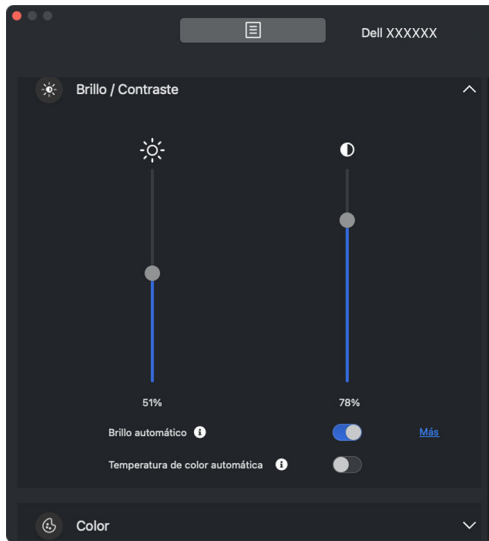 Dell XXXXXX
Brillo / Contraste
51%
78%
Brillo automático
Más
Temperatura de color automática
Color